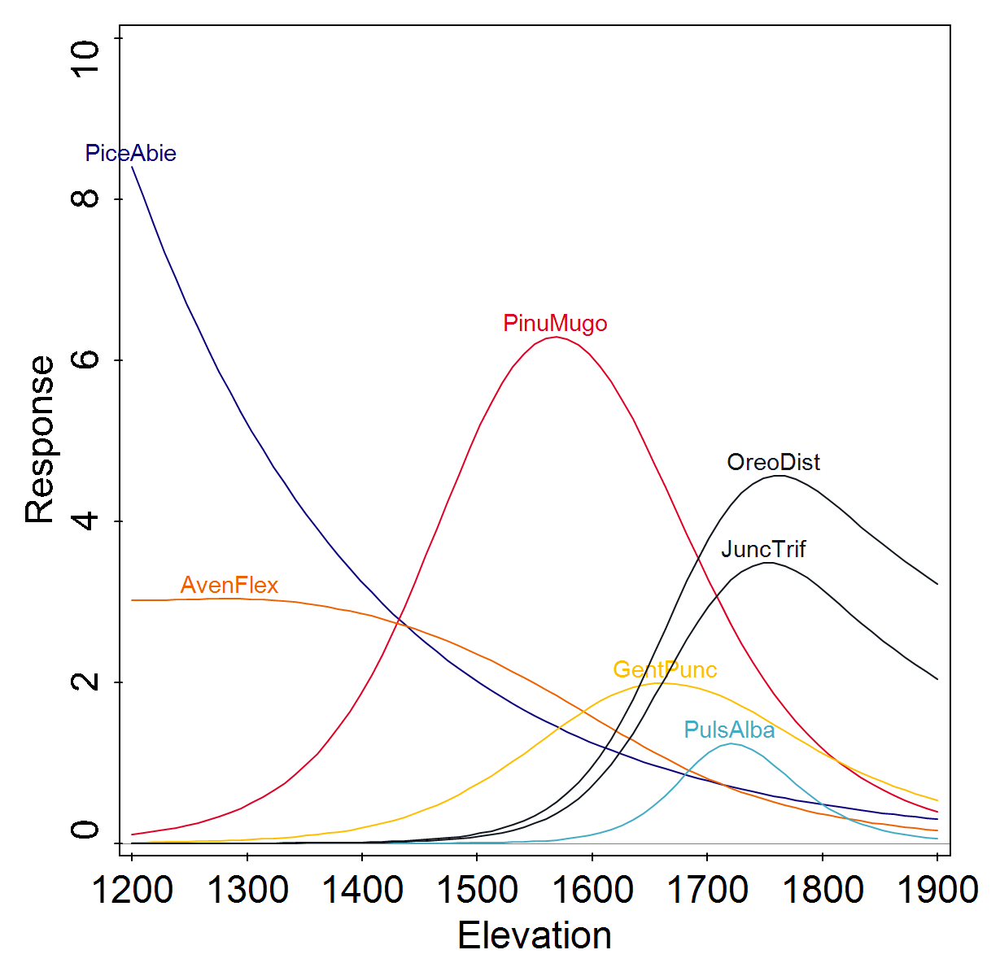 10
PiceAbie
8
PinuMugo
6
Response
OreoDist
4
JuncTrif
AvenFlex
GentPunc
2
PulsAlba
0
1200 1300 1400 1500 1600 1700 1800 1900
Elevation